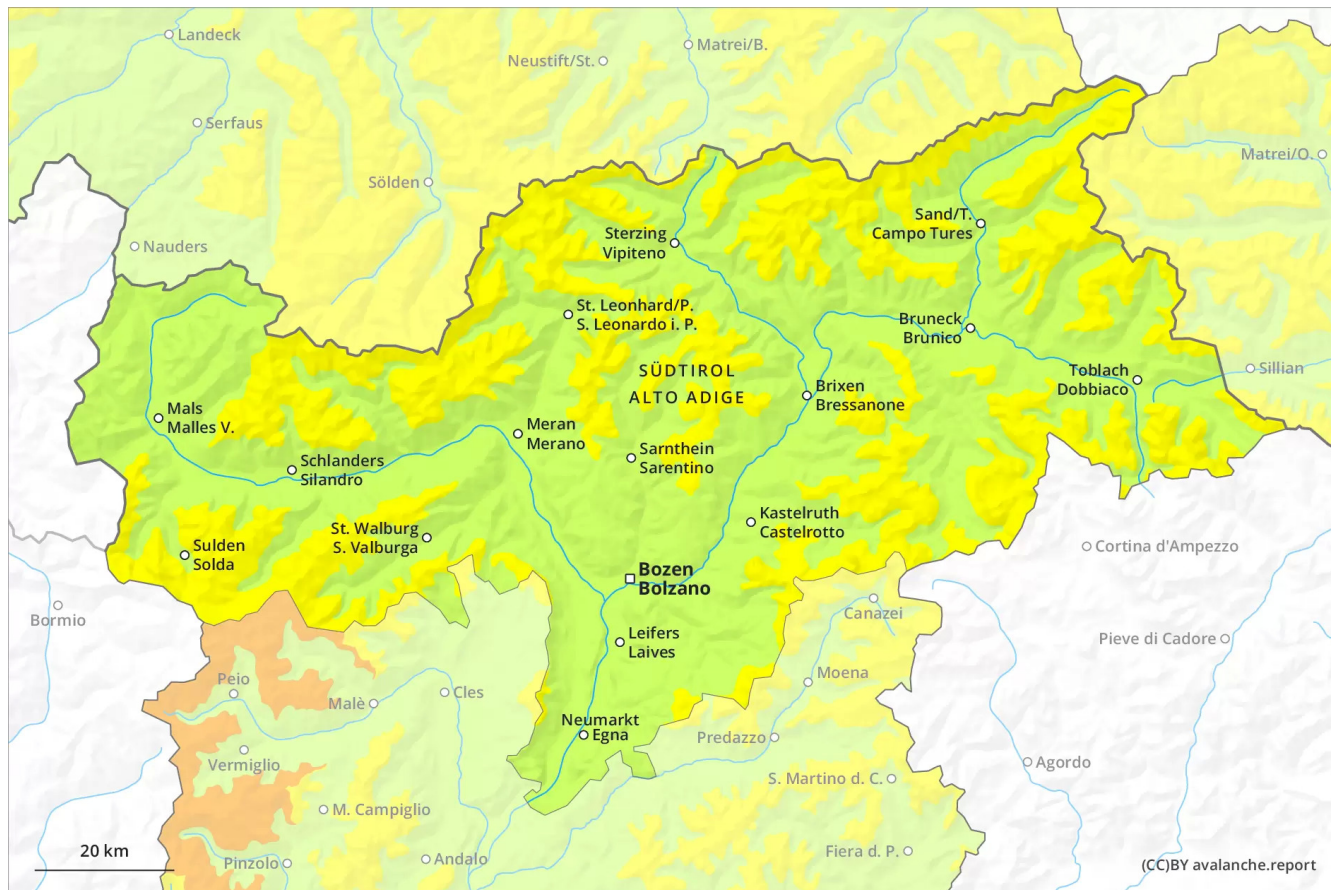 Landeck
Matrei/B.
Neustift/St.
Serfaus
Matrei/O.
Sölden
Sand/T.
Campo Tures
Sterzing
Vipiteno
Nauders
St. Leonhard/P.
S. Leonardo i. P.
Bruneck
Brunico
SÜDTIROL
ALTO ADIGE
Toblach
Dobbiaco
Sillian
Brixen
Bressanone
Mals
Malles V.
Meran
Merano
Schlanders
Silandro
Sarnthein
Sarentino
Kastelruth
Castelrotto
St. Walburg
S. Valburga
Sulden
Solda
Cortina d'Ampezzo
Bozen
Bolzano
Bormio
Canazei
Leifers
Laives
Pieve di Cadore
Moena
Peio
Malè
Cles
Neumarkt
Egna
Predazzo
Vermiglio
Agordo
S. Martino d. C.
M. Campiglio
20 km
Pinzolo
Andalo
Fiera d. P.
(CC)BY avalanche.report